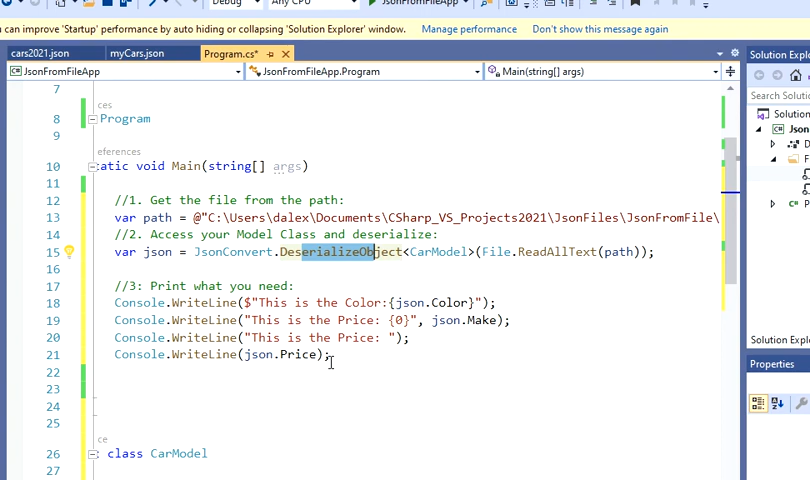 Debug Any CPU JsonFromFileApp
can improve 'Startup' performance by auto hiding or collapsing 'Solution Explorer' window. Manage performance Don't show this message again
cars2021.json myCars.json Program.cs*
Solution Explo
JsonFromFileApp JsonFromFileApp.Program Main(string[] args)
7
Search Solutio
ces
8 Program
Solution
9
Json
eferences
10 tatic void Main(string[] args)
11
12 //1. Get the file from the path:
13 var path = @"C:\Users\dalex\Documents\CSharp_VS_Projects2021\JsonFiles\JsonFromFile\
14 //2. Access your Model Class and deserialize:
15 var json = JsonConvert.DeserializeObject<CarModel>(File.ReadAllText(path));
16
17 //3: Print what you need:
18 Console.WriteLine($"This is the Color:{json.Color}");
19 Console.WriteLine("This is the Price: {0}", json.Make);
20 Console.WriteLine("This is the Price: ");
21 Console.WriteLine(json.Price);
Solution Explo
22
Properties
23
24
25
ce
26 : class CarModel
27